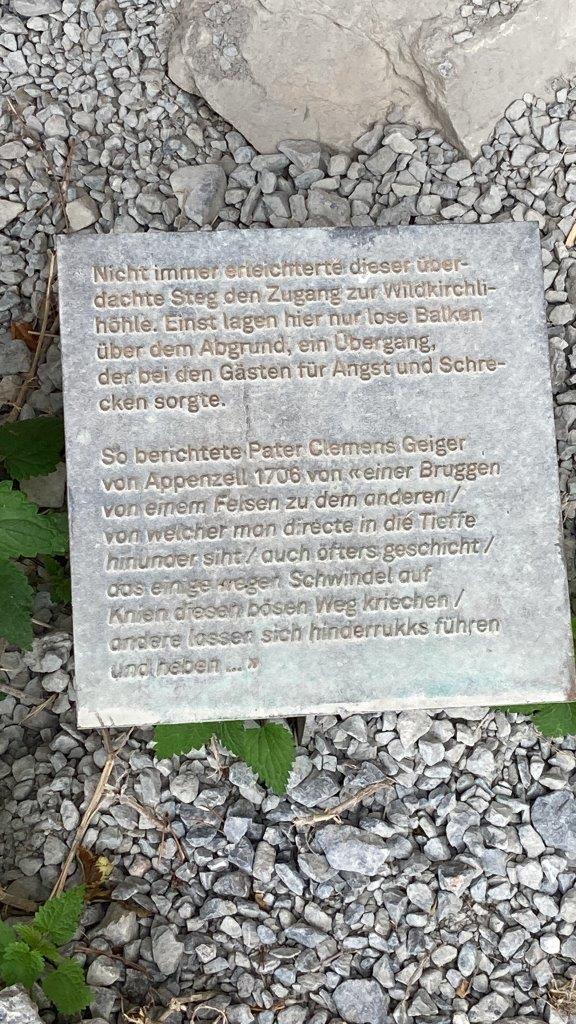 Nicht immer erleichterte dieser über-
dachte Steg den Zugang zur Wildkirchli-
höhle. Einst lagen hier nur lose Balken
über dem Abgrund, ein Übergang,
der bei den Gästen für Angst und Schre-
cken sorgte.
So berichtete Pater Clemens Geiger
von Appenzell 1706 von «einer Bruggen
von einem Felsen zu dem anderen /
von welcher man directe in die Tieffe
hinunder siht / auch öfters geschicht /
das einige wegen Schwindel auf
Knien diesen bösen Weg kriechen /
andere lassen sich hinderrukks führen
und heben ... »